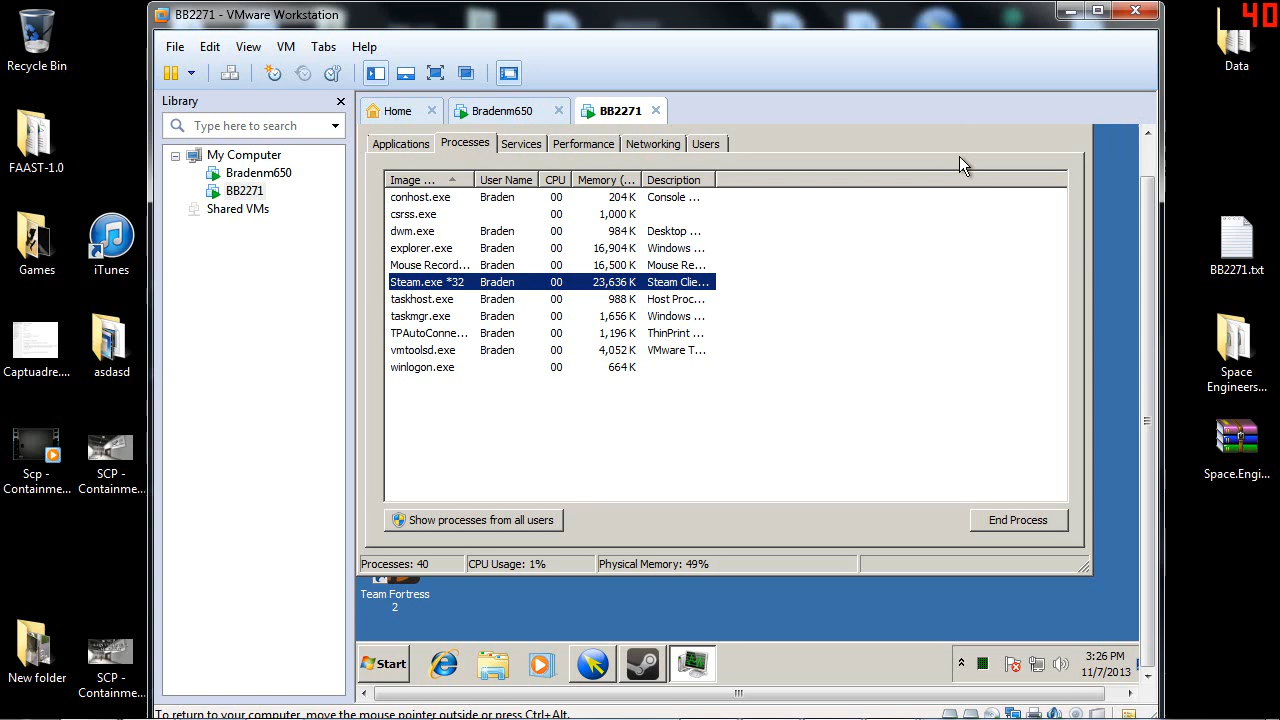 BB2271 - VMware Workstation
40
File Edit View VM Tabs Help
Library
Type here to search
My Computer
Bradenm650
BB2271
Shared VMs
Home
Bradenm650
BB2271
Applications Processes Services Performance Networking Users
Image ... User Name CPU Memory (... Description
conhost.exe Braden 00 204 K Console ...
csrss.exe 00 1,000 K
dwm.exe Braden 00 984 K Desktop ...
explorer.exe Braden 00 16,904 K Windows ...
Mouse Record... Braden 00 16,500 K Mouse Re...
Steam.exe *32 Braden 00 23,636 K Steam Clie...
taskhost.exe Braden 00 988 K Host Proc...
taskmgr.exe Braden 00 1,656 K Windows ...
TPAutoConne... Braden 00 1,196 K ThinPrint ...
vmtoolsd.exe Braden 00 4,052 K VMware T...
winlogon.exe 00 664 K
Show processes from all users
End Process
Processes: 40 CPU Usage: 1% Physical Memory: 49%
Team Fortress
2
Start
3:26 PM
11/7/2013
To return to your computer, move the mouse pointer outside or press Ctrl+Alt.
Recycle Bin
FAAST-1.0
Games
iTunes
Captuadre....
asdasd
Scp -
Containme...
SCP -
Containme...
New folder
SCP -
Containme...
Data
BB2271.txt
Space
Engineers...
Space.Engi...